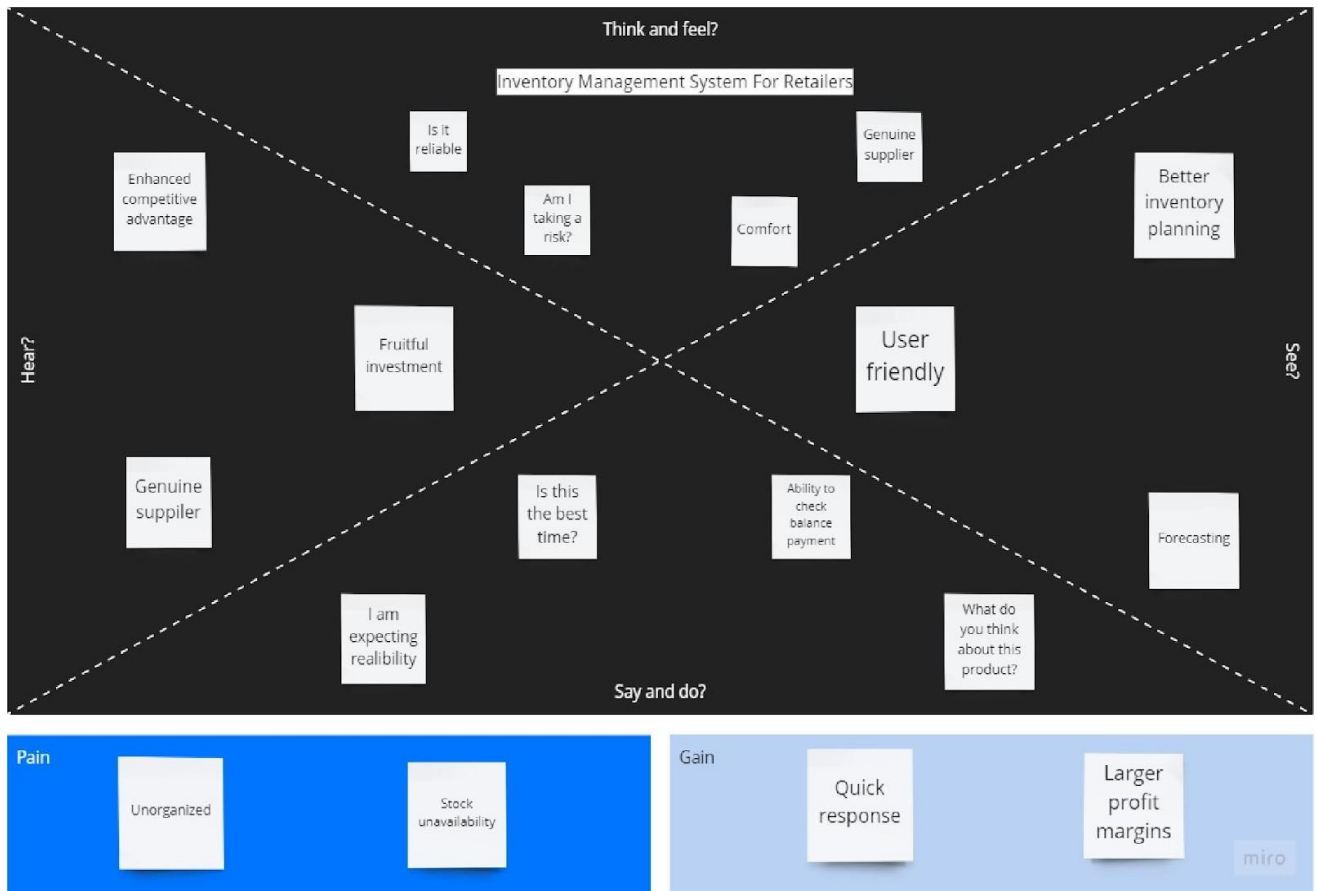 Think and feel?
Inventory Management System For Retailers
Is it
reliable
Genuine
supplier
Am I
taking a
risk?
Comfort
Enhanced
competitive
advantage
Fruitful
investment
Genuine
suppiler
Hear?
Better
inventory
planning
User
friendly
Forecasting
See?
Is this
the best
time?
Ability to
check
balance
payment
I am
expecting
realibility
What do
you think
about this
product?
Say and do?
Pain
Unorganized
Stock
unavailability
Gain
Quick
response
Larger
profit
margins
miro